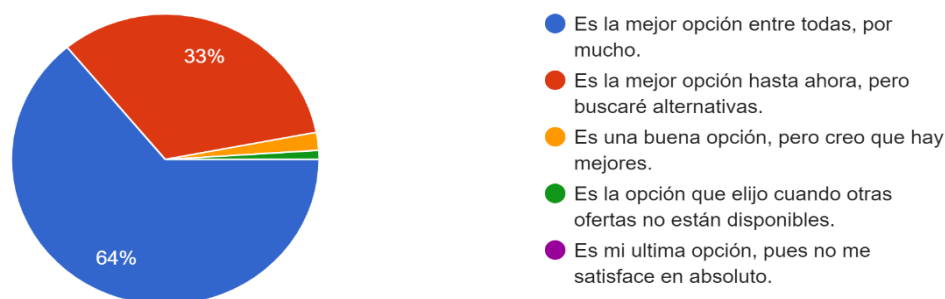 33%
64%
Es la mejor opción entre todas, por
mucho.
Es la mejor opción hasta ahora, pero
buscaré alternativas.
Es una buena opción, pero creo que hay
mejores.
Es la opción que elijo cuando otras
ofertas no están disponibles.
Es mi ultima opción, pues no me
satisface en absoluto.